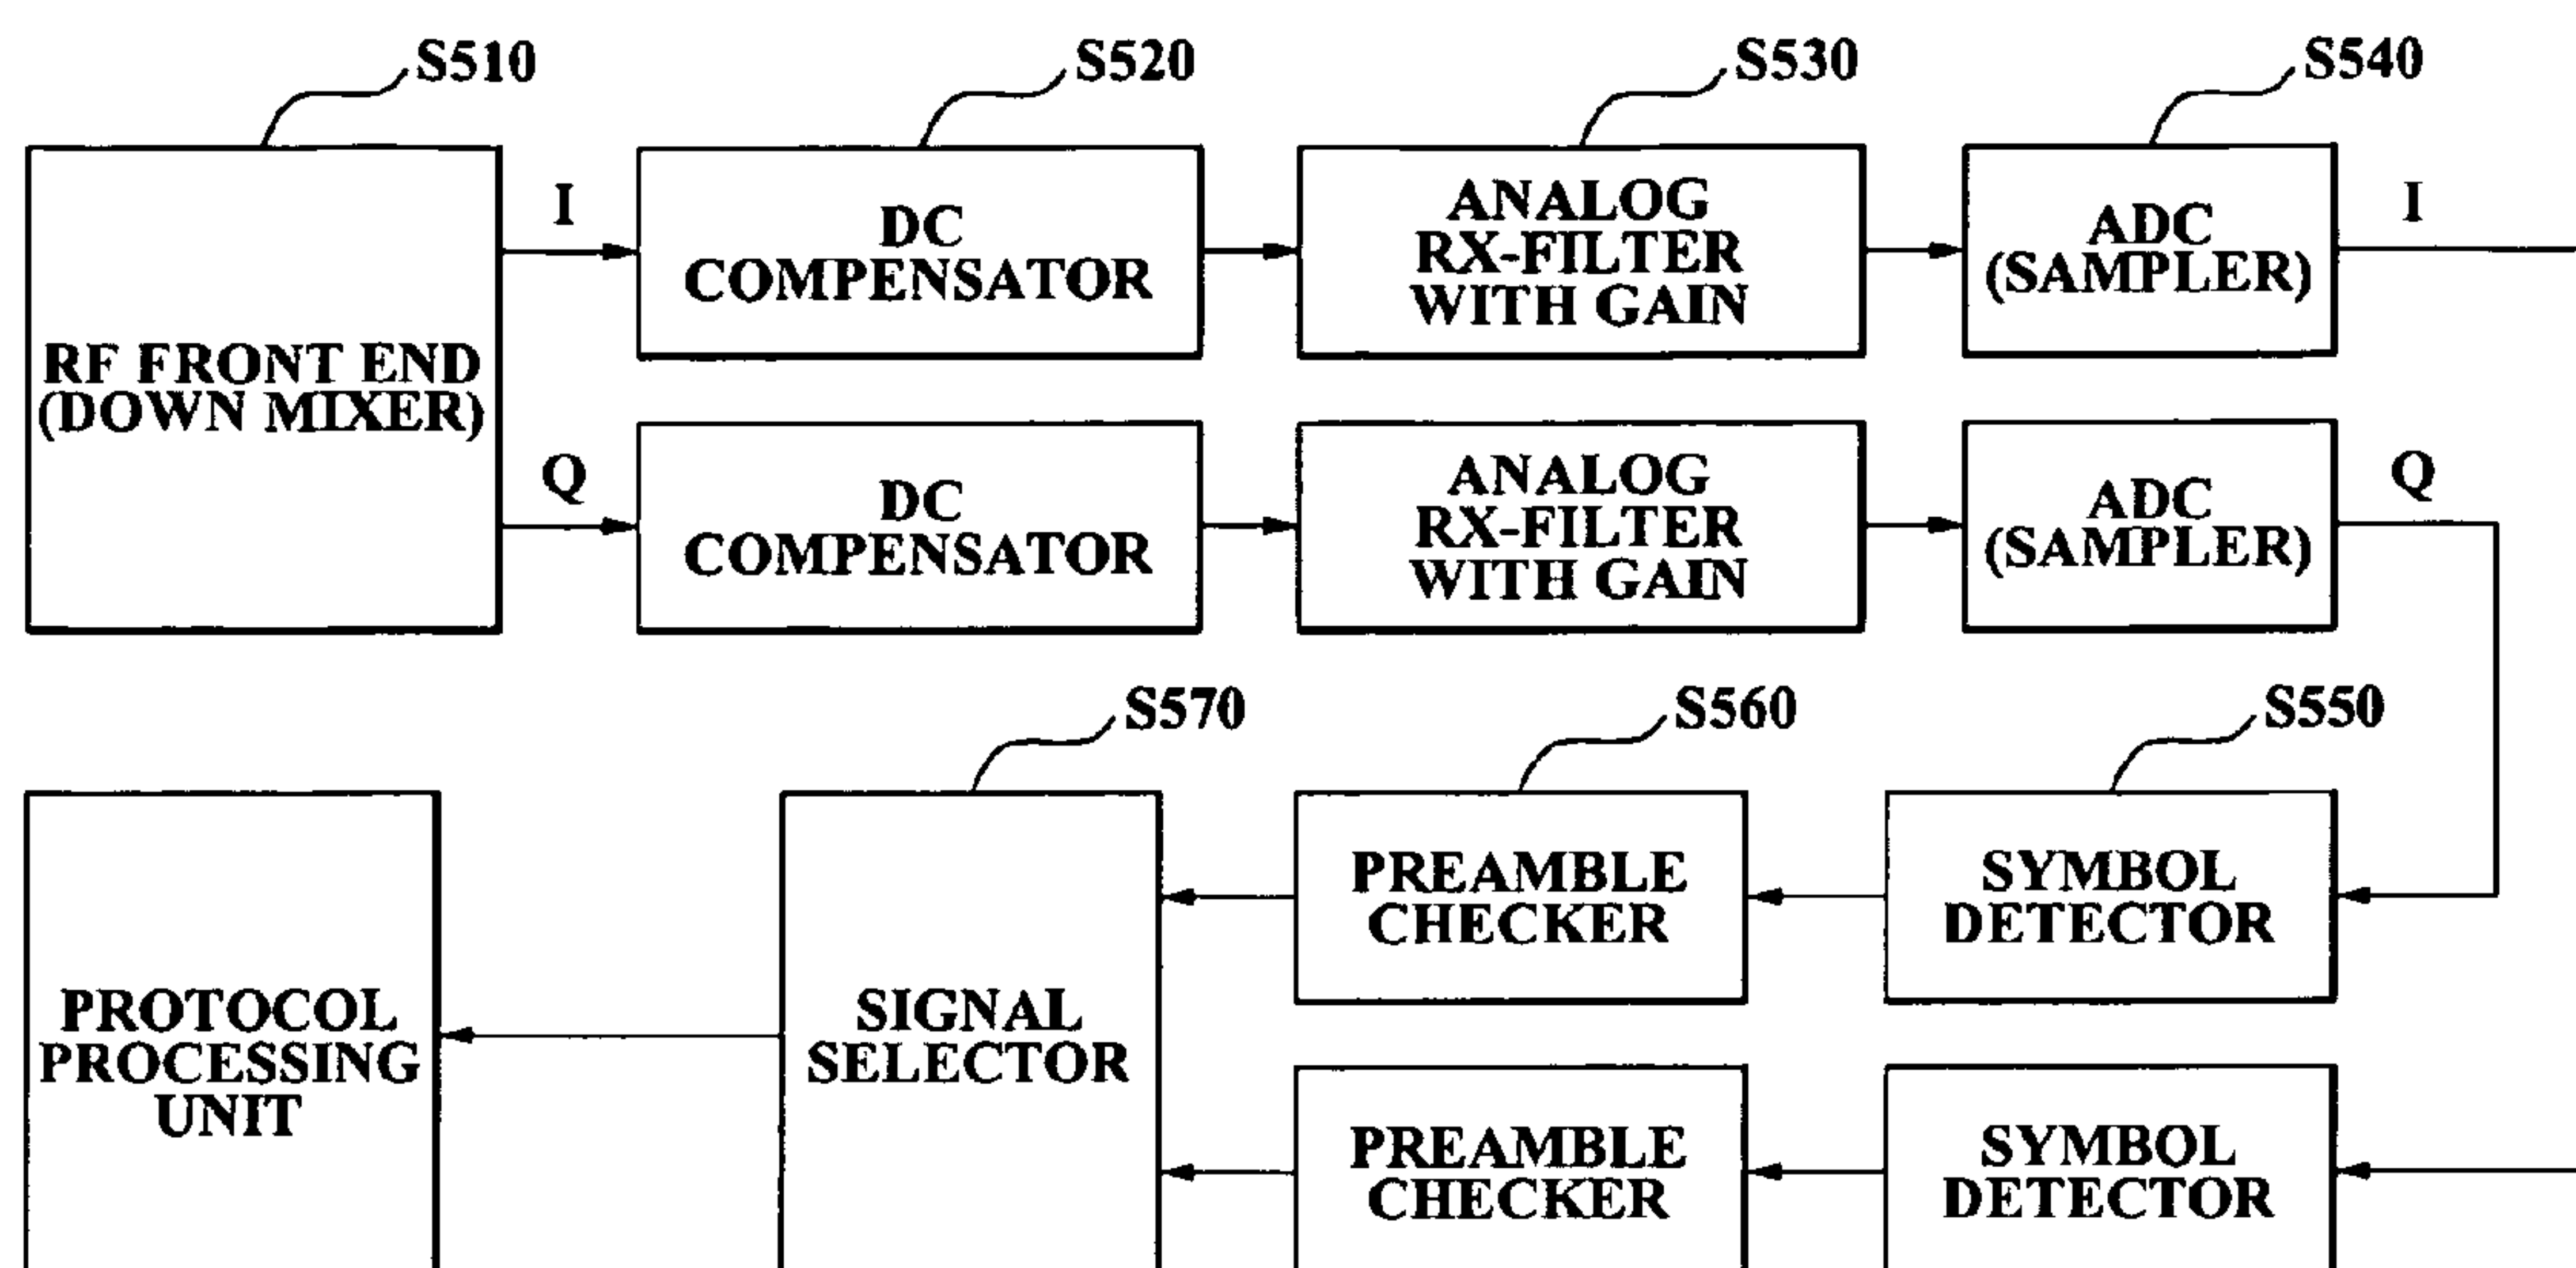 S510
S520
S530
S540
RF FRONT END
(DOWN MIXER)
I
DC
COMPENSATOR
ANALOG
RX-FILTER
WITH GAIN
ADC
(SAMPLER)
I
Q
DC
COMPENSATOR
ANALOG
RX-FILTER
WITH GAIN
ADC
(SAMPLER)
Q
S570
S560
S550
PROTOCOL
PROCESSING
UNIT
SIGNAL
SELECTOR
PREAMBLE
CHECKER
SYMBOL
DETECTOR
PREAMBLE
CHECKER
SYMBOL
DETECTOR